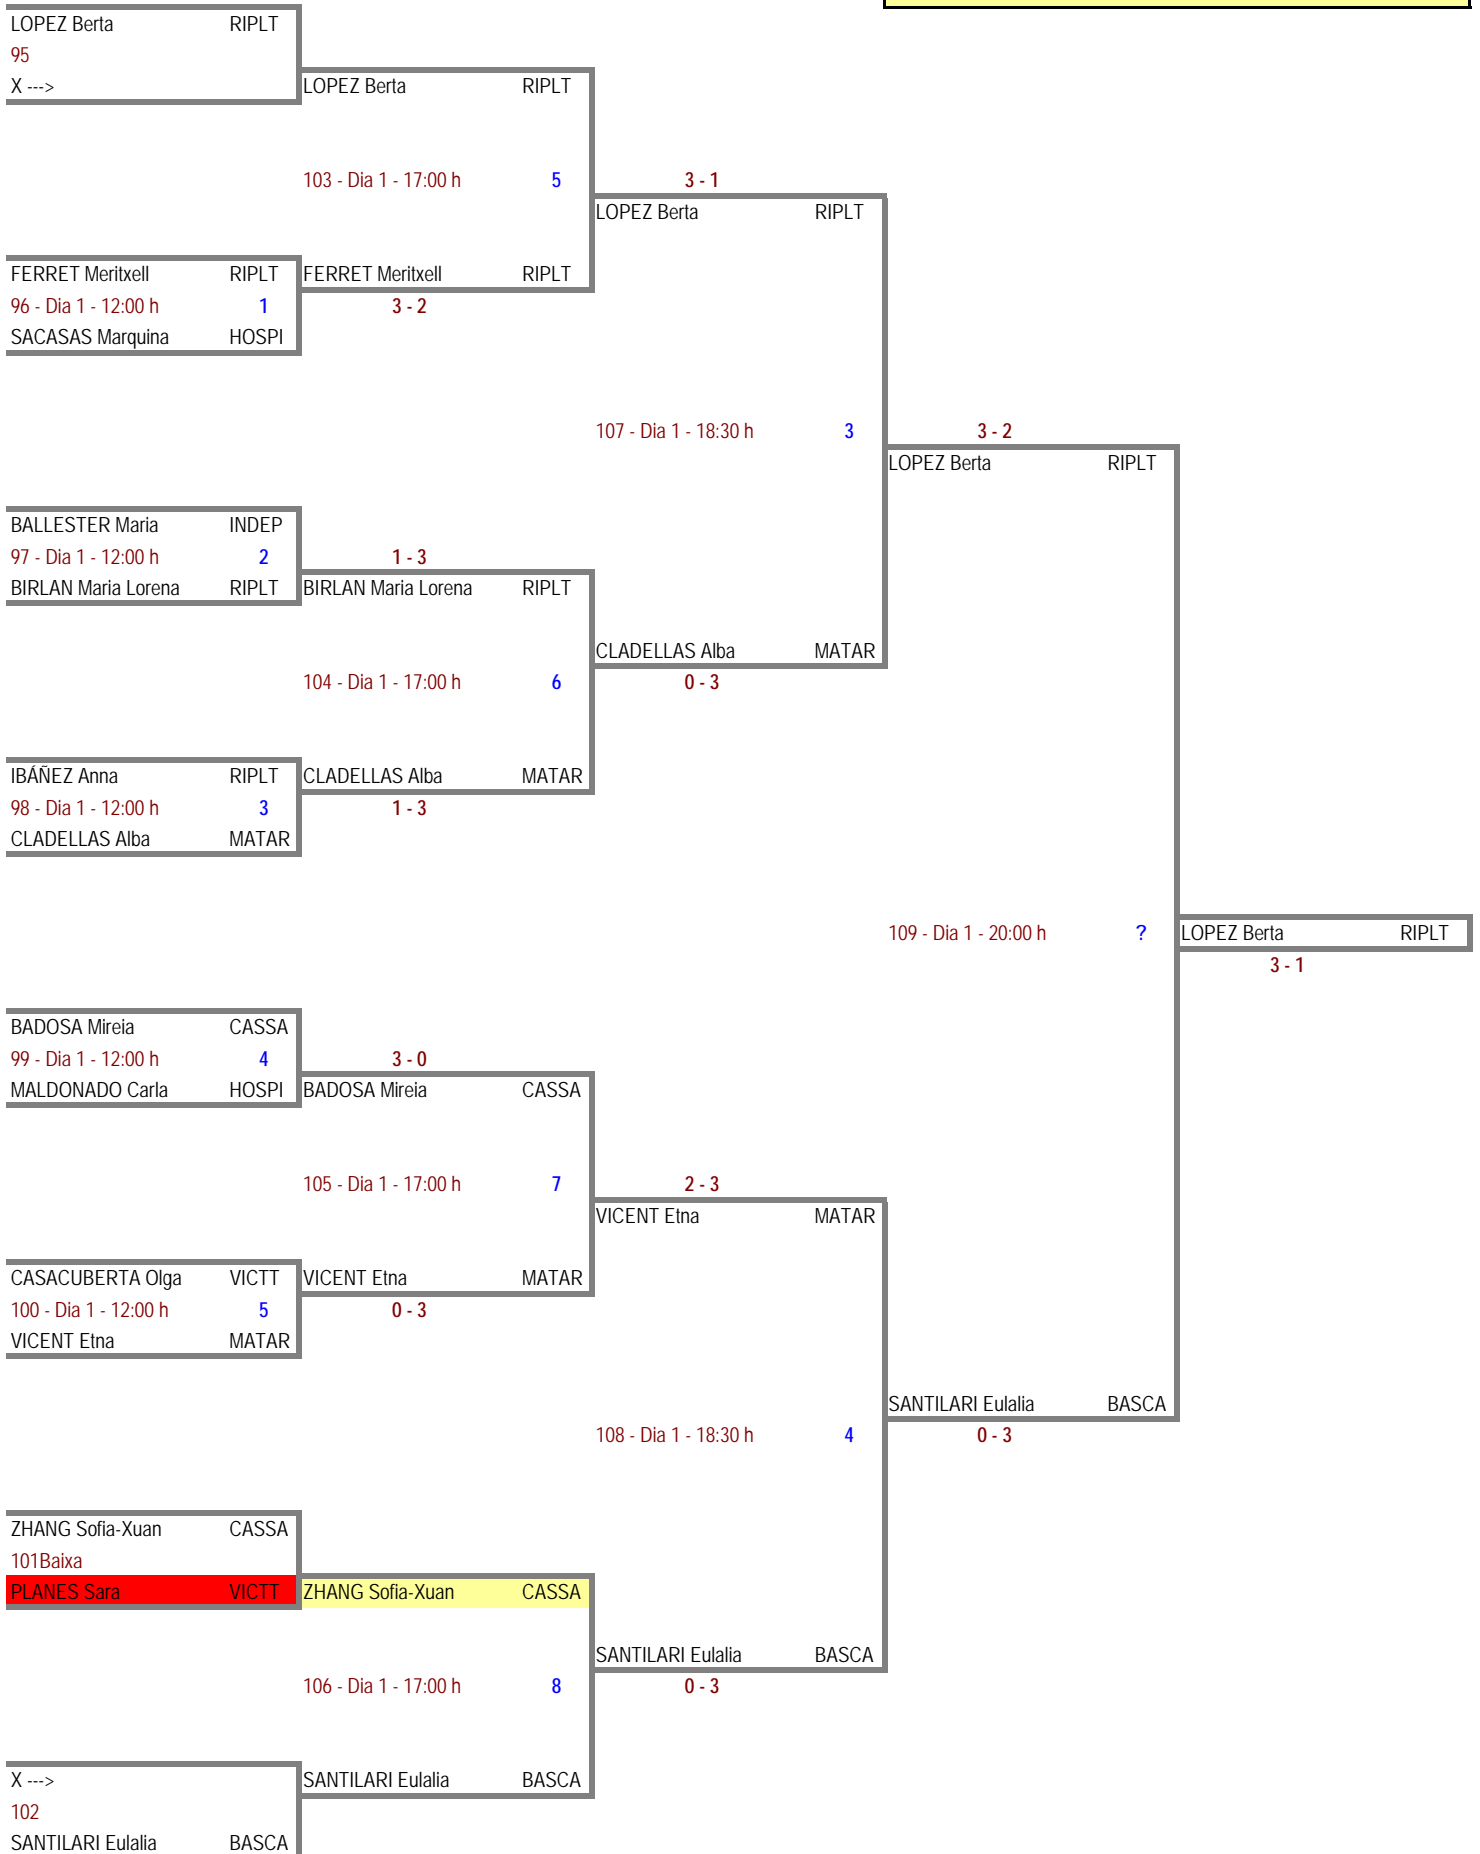 LOPEZ Berta RIPLT
95
X ---> LOPEZ Berta RIPLT
103 - Dia 1 - 17:00 h 5 3 - 1
LOPEZ Berta RIPLT
FERRET Meritxell RIPLT FERRET Meritxell RIPLT
96 - Dia 1 - 12:00 h 1 3 - 2
SACASAS Marquina HOSPI
107 - Dia 1 - 18:30 h 3 3 - 2
LOPEZ Berta RIPLT
BALLESTER Maria INDEP
97 - Dia 1 - 12:00 h 2 1 - 3
BIRLAN Maria Lorena RIPLT BIRLAN Maria Lorena RIPLT
CLADELLAS Alba MATAR
104 - Dia 1 - 17:00 h 6 0 - 3
IBÁÑEZ Anna RIPLT CLADELLAS Alba MATAR
98 - Dia 1 - 12:00 h 3 1 - 3
CLADELLAS Alba MATAR
109 - Dia 1 - 20:00 h ? LOPEZ Berta RIPLT
3 - 1
BADOSA Mireia CASSA
99 - Dia 1 - 12:00 h 4 3 - 0
MALDONADO Carla HOSPI BADOSA Mireia CASSA
105 - Dia 1 - 17:00 h 7 2 - 3
VICENT Etna MATAR
CASACUBERTA Olga VICTT VICENT Etna MATAR
100 - Dia 1 - 12:00 h 5 0 - 3
VICENT Etna MATAR
SANTILARI Eulalia BASCA
108 - Dia 1 - 18:30 h 4 0 - 3
ZHANG Sofia-Xuan CASSA
101Baixa
PLANES Sara VICTT ZHANG Sofia-Xuan CASSA
SANTILARI Eulalia BASCA
106 - Dia 1 - 17:00 h 8 0 - 3
X ---> SANTILARI Eulalia BASCA
102
SANTILARI Eulalia BASCA